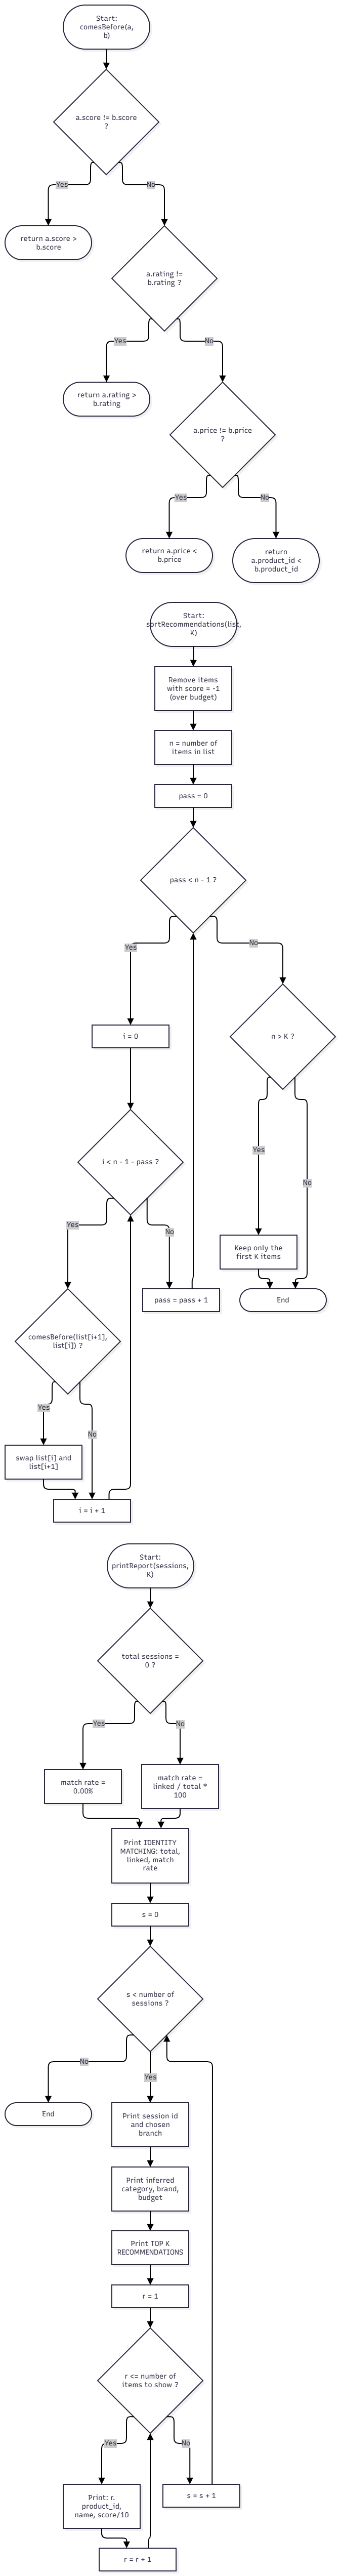 Start:
comesBefore(a,
b)
a.score != b.score
?
Yes
No
return a.score >
b.score
a.rating !=
b.rating ?
Yes
No
return a.rating >
b.rating
a.price != b.price
?
Yes
No
return a.price <
b.price
return
a.product_id <
b.product_id
Start:
sortRecommendations(list,
K)
Remove items
with score = -1
(over budget)
n = number of
items in list
pass = 0
pass < n - 1 ?
Yes
No
i = 0
n > K ?
i < n - 1 - pass ?
Yes
No
Yes
No
Keep only the
first K items
pass = pass + 1
End
comesBefore(list[i+1],
list[i]) ?
Yes
No
swap list[i] and
list[i+1]
i = i + 1
Start:
printReport(sessions,
K)
total sessions =
0 ?
Yes
No
match rate =
0.00%
match rate =
linked / total *
100
Print IDENTITY
MATCHING: total,
linked, match
rate
s = 0
s < number of
sessions ?
No
Yes
End
Print session id
and chosen
branch
Print inferred
category, brand,
budget
Print TOP K
RECOMMENDATIONS
r = 1
r <= number of
items to show ?
Yes
No
Print: r.
product_id,
name, score/10
s = s + 1
r = r + 1